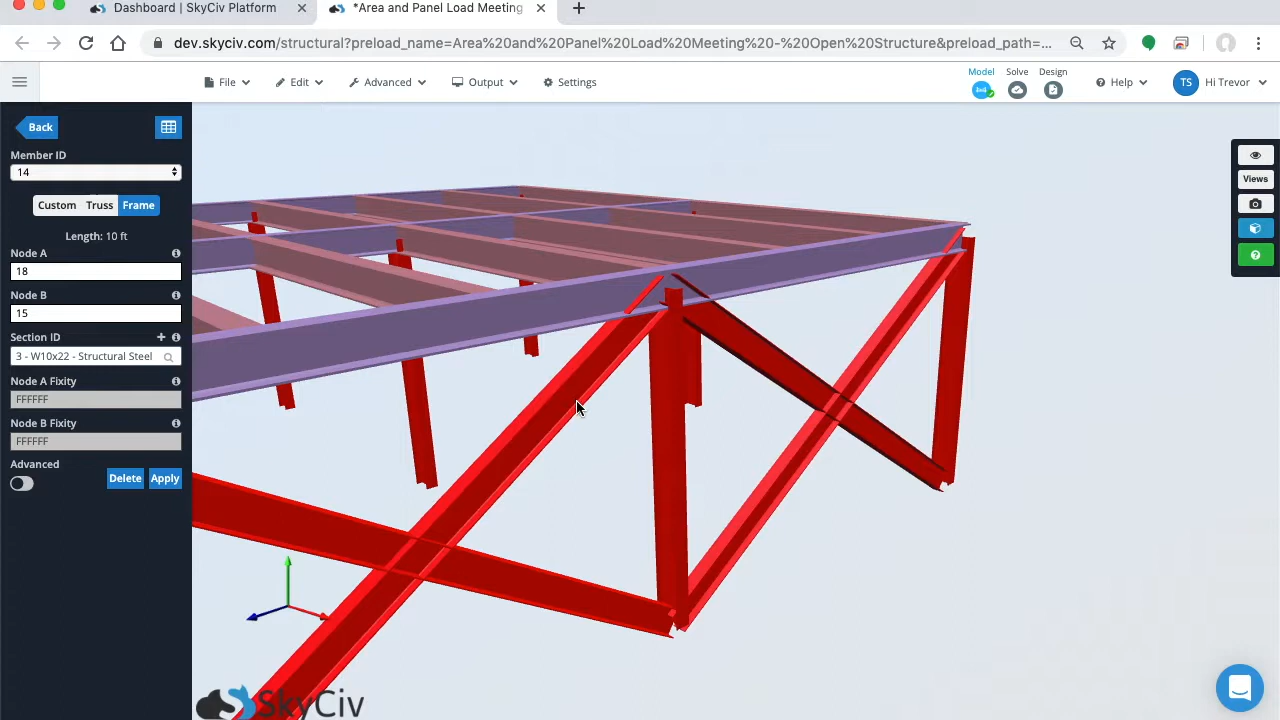 Dashboard | SkyCiv Platform
*Area and Panel Load Meeting
dev.skyciv.com/structural?preload_name=Area%20and%20Panel%20Load%20Meeting%20-%20Open%20Structure&preload_path=...
File
Edit
Advanced
Output
Settings
Model
Solve
Design
Help
TS
Hi Trevor
Back
Member ID
14
Custom
Truss
Frame
Length: 10 ft
Node A
18
Node B
15
Section ID
3 - W10x22 - Structural Steel
Node A Fixity
FFFFFF
Node B Fixity
FFFFFF
Advanced
Delete
Apply
Views
SkyCiv